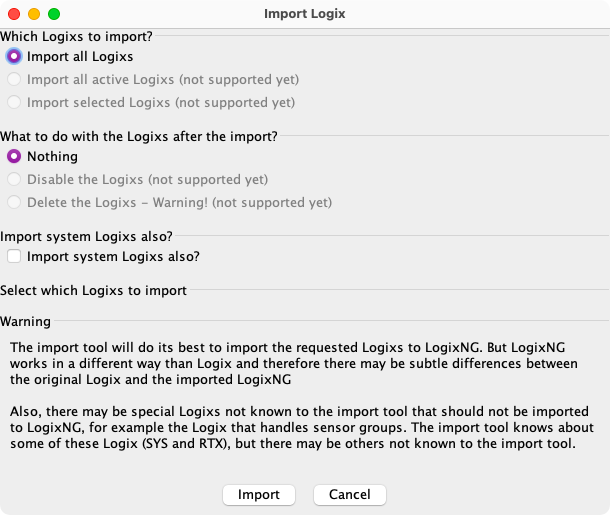 Import Logix
Which Logixs to import?
Import all Logixs
Import all active Logixs (not supported yet)
Import selected Logixs (not supported yet)
What to do with the Logixs after the import?
Nothing
Disable the Logixs (not supported yet)
Delete the Logixs – Warning! (not supported yet)
Import system Logixs also?
Import system Logixs also?
Select which Logixs to import
Warning
The import tool will do its best to import the requested Logixs to LogixNG. But LogixNG
works in a different way than Logix and therefore there may be subtle differences between
the original Logix and the imported LogixNG
Also, there may be special Logixs not known to the import tool that should not be imported
to LogixNG, for example the Logix that handles sensor groups. The import tool knows about
some of these Logix (SYS and RTX), but there may be others not known to the import tool.
Import
Cancel